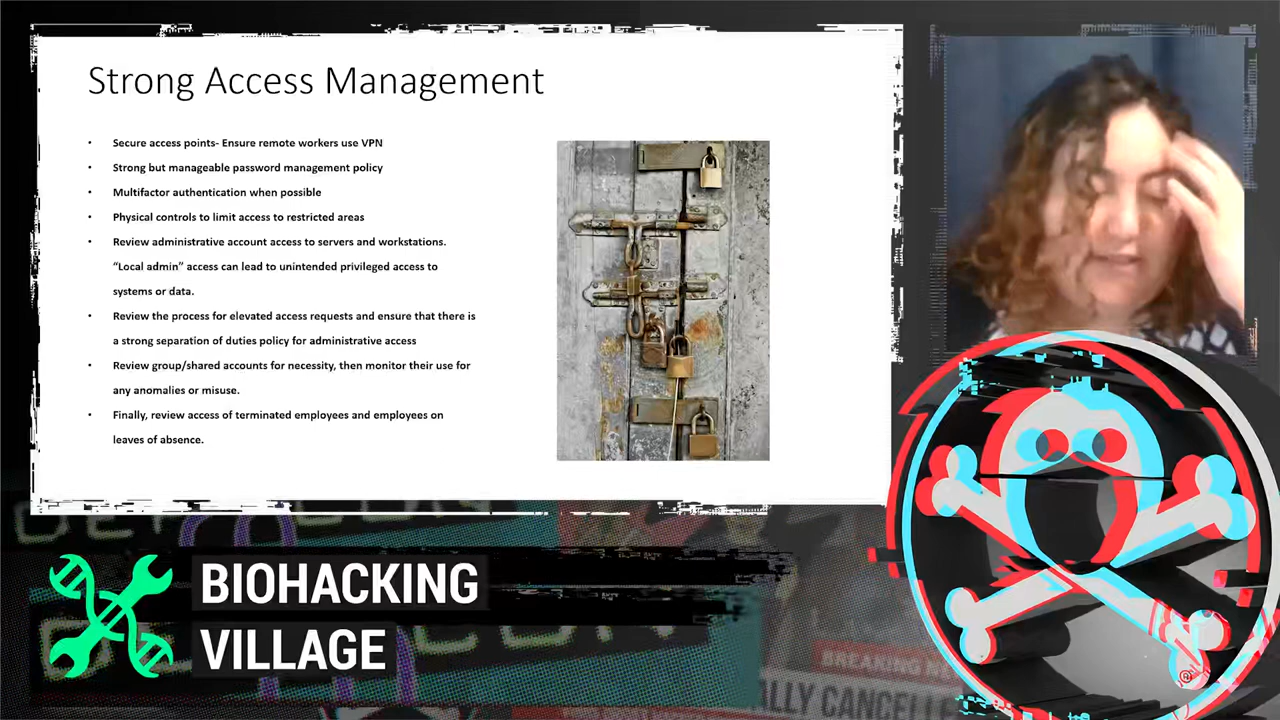 Strong Access Management
• Secure access points- Ensure remote workers use VPN
• Strong but manageable password management policy
• Multifactor authentication when possible
• Physical controls to limit access to restricted areas
• Review administrative account access to servers and workstations.
“Local admin” access can lead to unintended privileged access to
systems or data.
• Review the process for elevated access requests and ensure that there is
a strong separation of duties policy for administrative access
• Review group/shared accounts for necessity, then monitor their use for
any anomalies or misuse.
• Finally, review access of terminated employees and employees on
leaves of absence.
BIOHACKING
VILLAGE
BREAKING
ALLY CANCELLE